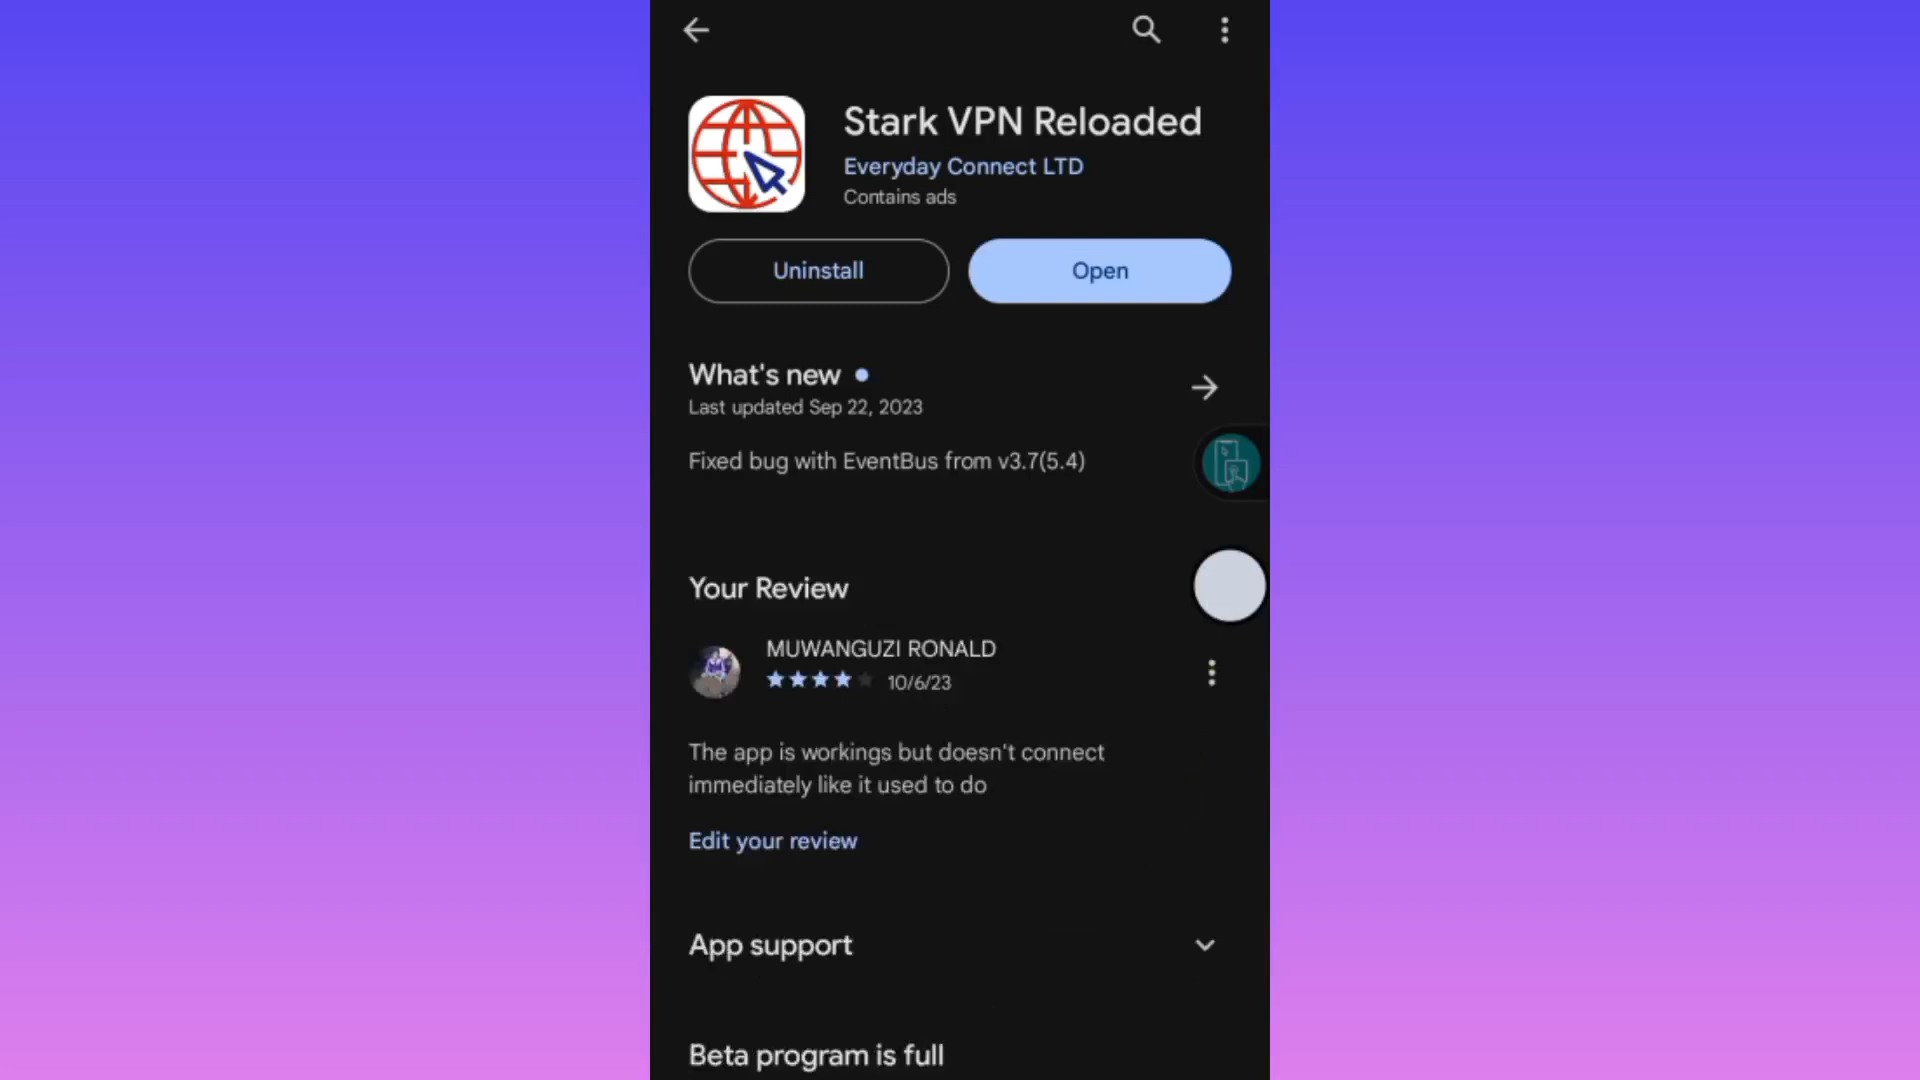 Stark VPN Reloaded
Everyday Connect LTD
Contains ads
Uninstall
Open
What's new
Last updated Sep 22, 2023
Fixed bug with EventBus from v3.7(5.4)
Your Review
MUWANGUZI RONALD
10/6/23
The app is workings but doesn't connect
immediately like it used to do
Edit your review
App support
Beta program is full